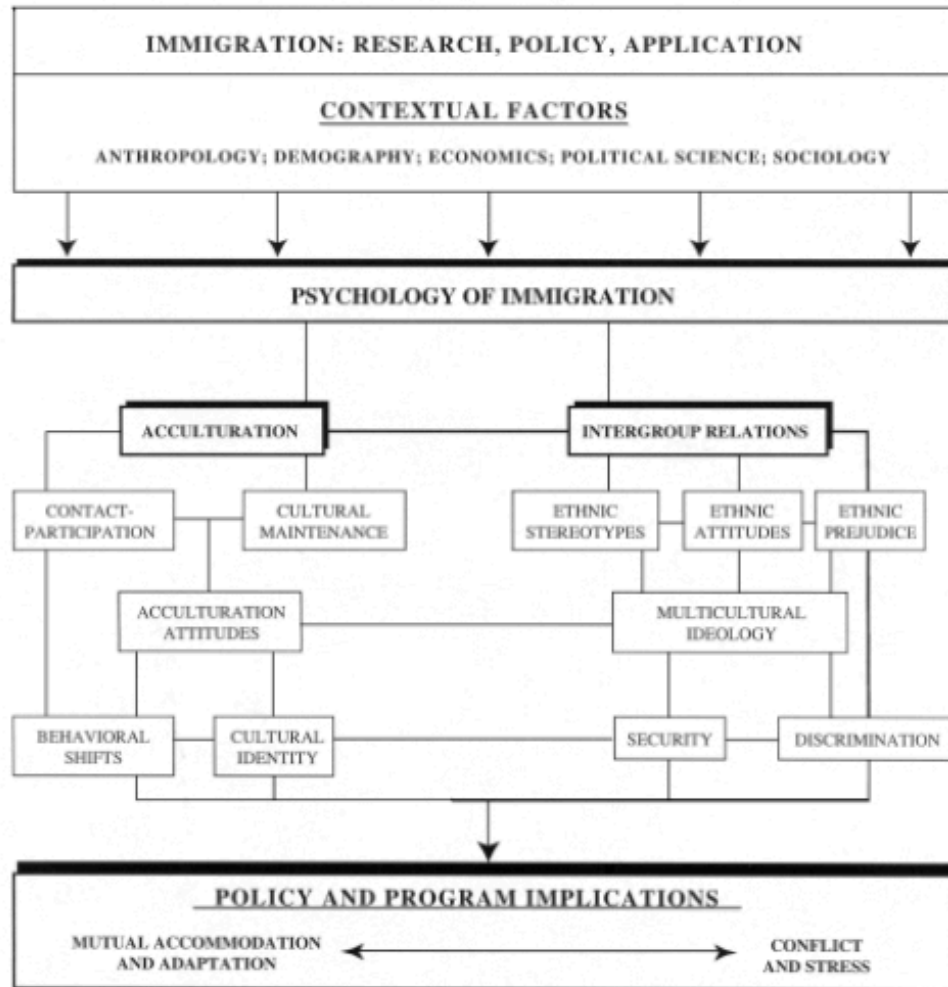 IMMIGRATION: RESEARCH, POLICY, APPLICATION
CONTEXTUAL FACTORS
ANTHROPOLOGY; DEMOGRAPHY; ECONOMICS; POLITICAL SCIENCE; SOCIOLOGY
PSYCHOLOGY OF IMMIGRATION
ACCULTURATION
INTERGROUP RELATIONS
CONTACT-
PARTICIPATION
CULTURAL
MAINTENANCE
ETHNIC
STEREOTYPES
ETHNIC
ATTITUDES
ETHNIC
PREJUDICE
ACCULTURATION
ATTITUDES
MULTICULTURAL
IDEOLOGY
BEHAVIORAL
SHIFTS
CULTURAL
IDENTITY
SECURITY
DISCRIMINATION
POLICY AND PROGRAM IMPLICATIONS
MUTUAL ACCOMMODATION
AND ADAPTATION
CONFLICT
AND STRESS